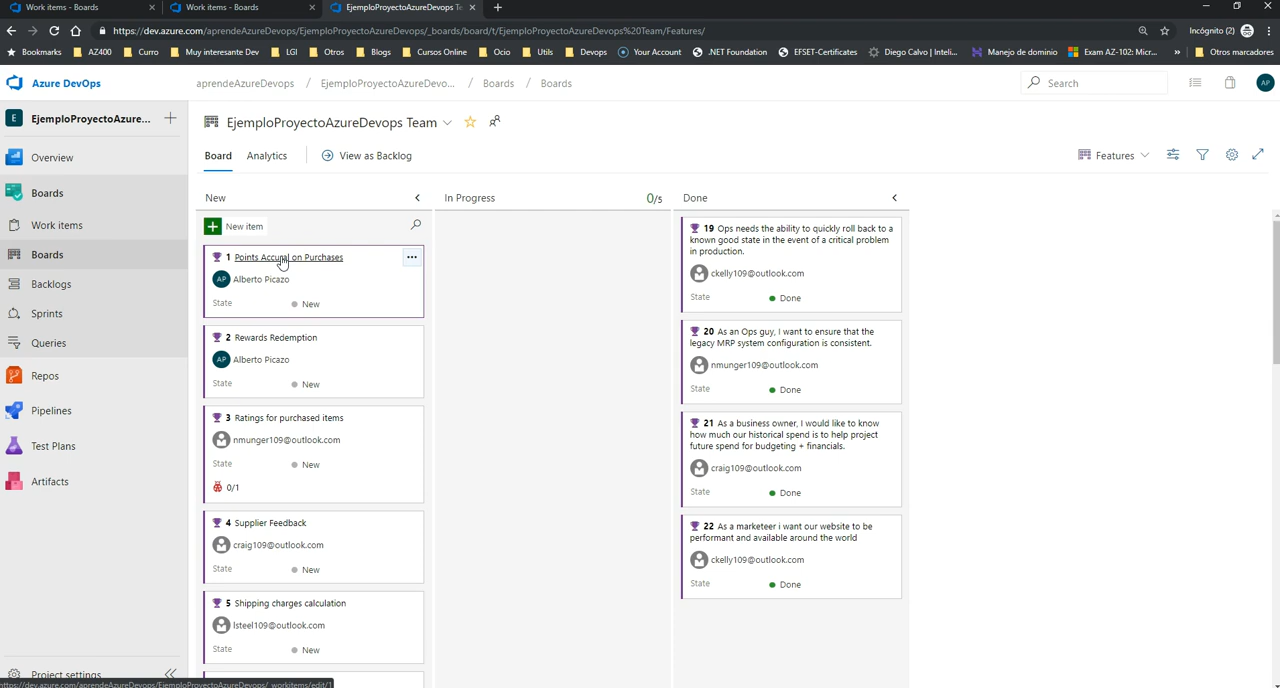 Work items - Boards
Work items - Boards
EjemploProyectoAzureDevops Te
https://dev.azure.com/aprendeAzureDevops/EjemploProyectoAzureDevops/_boards/board/t/EjemploProyectoAzureDevops%20Team/Features/
Incógnito (2)
Bookmarks
AZ400
Curro
Muy interesante Dev
LGI
Otros
Blogs
Cursos Online
Ocio
Utils
Devops
Your Account
.NET Foundation
EFSET-Certificates
Diego Calvo | Inteli...
Manejo de dominio
Exam AZ-102: Micr...
»
Otros marcadores
Azure DevOps
aprendeAzureDevops / EjemploProyectoAzureDevo... / Boards / Boards
Search
AP
E EjemploProyectoAzure...
Overview
Boards
Work items
Boards
Backlogs
Sprints
Queries
Repos
Pipelines
Test Plans
Artifacts
Project settings
https://dev.azure.com/aprendeAzureDevops/EjemploProyectoAzureDevops/_workitems/edit/1
EjemploProyectoAzureDevops Team
Board
Analytics
View as Backlog
Features
New
New item
1 Points Accural on Purchases
AP Alberto Picazo
State New
2 Rewards Redemption
AP Alberto Picazo
State New
3 Ratings for purchased items
nmunger109@outlook.com
State New
0/1
4 Supplier Feedback
craig109@outlook.com
State New
5 Shipping charges calculation
lsteel109@outlook.com
State New
In Progress 0/5
Done
19 Ops needs the ability to quickly roll back to a
known good state in the event of a critical problem
in production.
ckelly109@outlook.com
State Done
20 As an Ops guy, I want to ensure that the
legacy MRP system configuration is consistent.
nmunger109@outlook.com
State Done
21 As a business owner, I would like to know
how much our historical spend is to help project
future spend for budgeting + financials.
craig109@outlook.com
State Done
22 As a marketeer i want our website to be
performant and available around the world
ckelly109@outlook.com
State Done